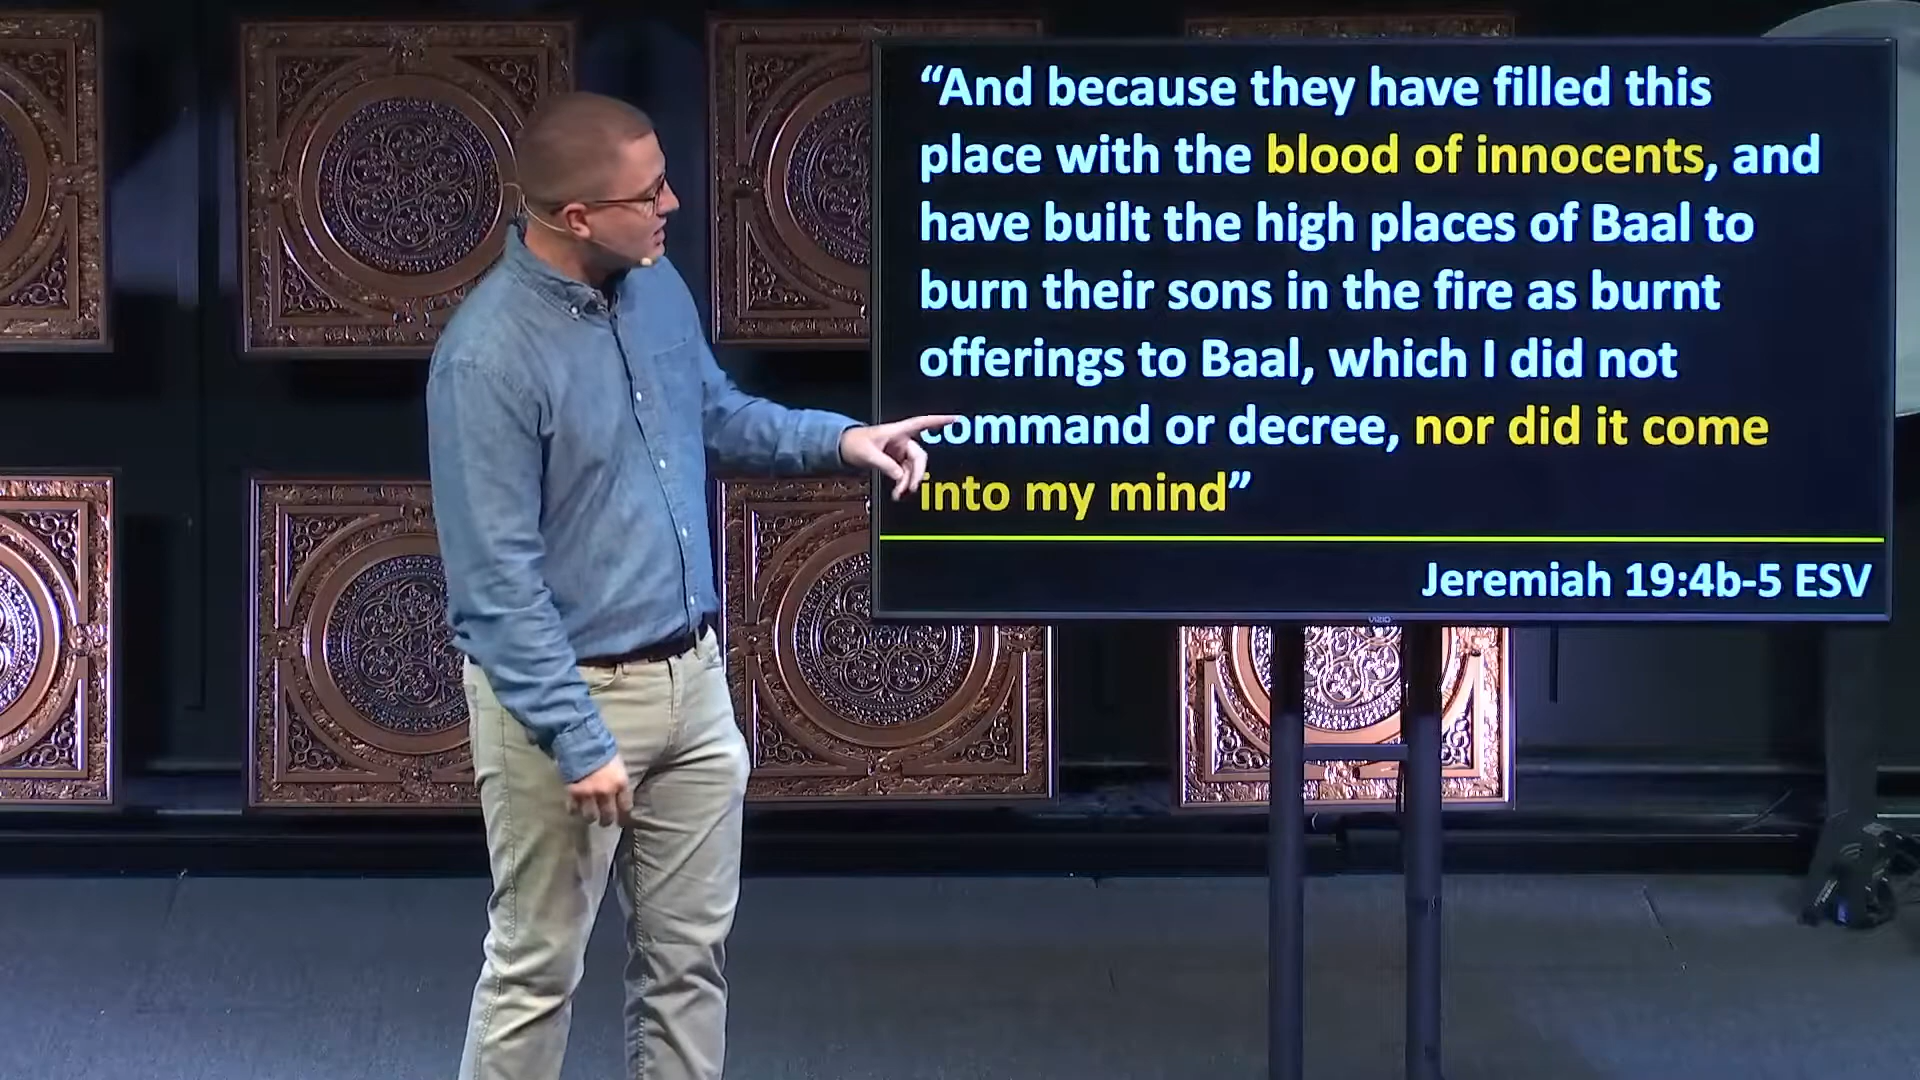 “And because they have filled this
place with the blood of innocents, and
have built the high places of Baal to
burn their sons in the fire as burnt
offerings to Baal, which I did not
command or decree, nor did it come
into my mind”
Jeremiah 19:4b-5 ESV
VIZIO